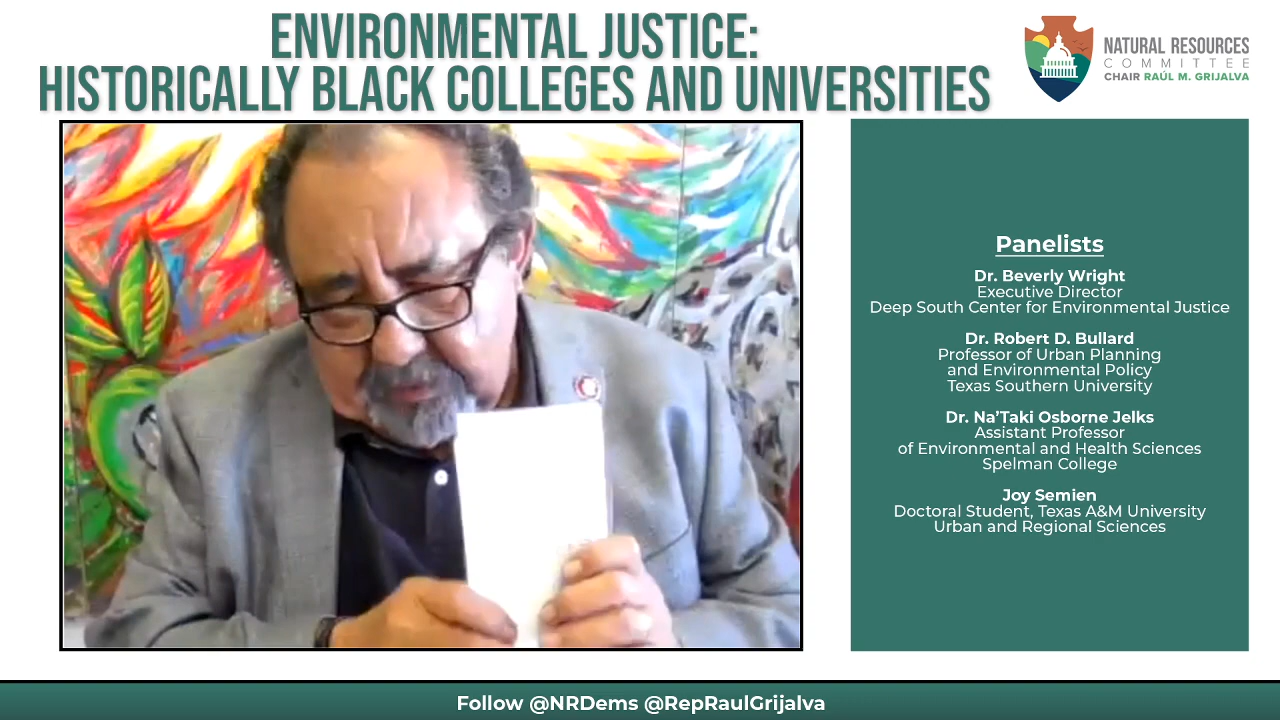 ENVIRONMENTAL JUSTICE:
HISTORICALLY BLACK COLLEGES AND UNIVERSITIES
NATURAL RESOURCES
COMMITTEE
CHAIR RAÚL M. GRIJALVA
Panelists
Dr. Beverly Wright
Executive Director
Deep South Center for Environmental Justice
Dr. Robert D. Bullard
Professor of Urban Planning
and Environmental Policy
Texas Southern University
Dr. Na’Taki Osborne Jelks
Assistant Professor
of Environmental and Health Sciences
Spelman College
Joy Semien
Doctoral Student, Texas A&M University
Urban and Regional Sciences
Follow @NRDems @RepRaulGrijalva